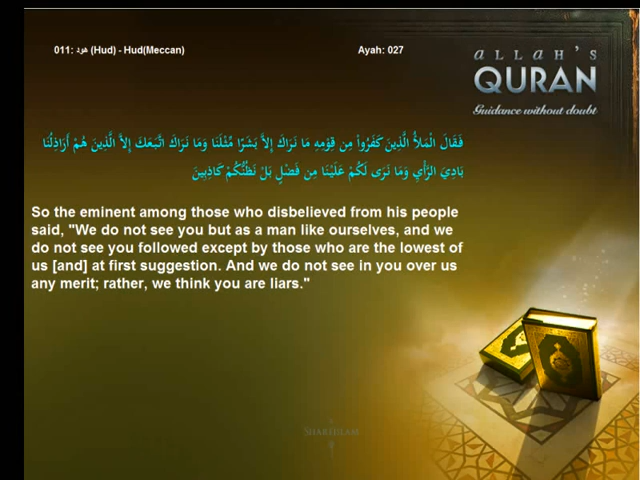 011: هود (Hud) - Hud(Meccan)
Ayah: 027
ALLAH'S
QURAN
Guidance without doubt
فَقَالَ الْمَلأُ الَّذِينَ كَفَرُواْ مِن قِوْمِهِ مَا نَرَاكَ إِلاَّ بَشَرًا مِّثْلَنَا وَمَا نَرَاكَ اتَّبَعَكَ إِلاَّ الَّذِينَ هُمْ أَرَاذِلُنَا
بَادِيَ الرَّأْيِ وَمَا نَرَى لَكُمْ عَلَيْنَا مِن فَضْلٍ بَلْ نَظُنُّكُمْ كَاذِبِينَ
So the eminent among those who disbelieved from his people
said, "We do not see you but as a man like ourselves, and we
do not see you followed except by those who are the lowest of
us [and] at first suggestion. And we do not see in you over us
any merit; rather, we think you are liars."
SHAREISLAM